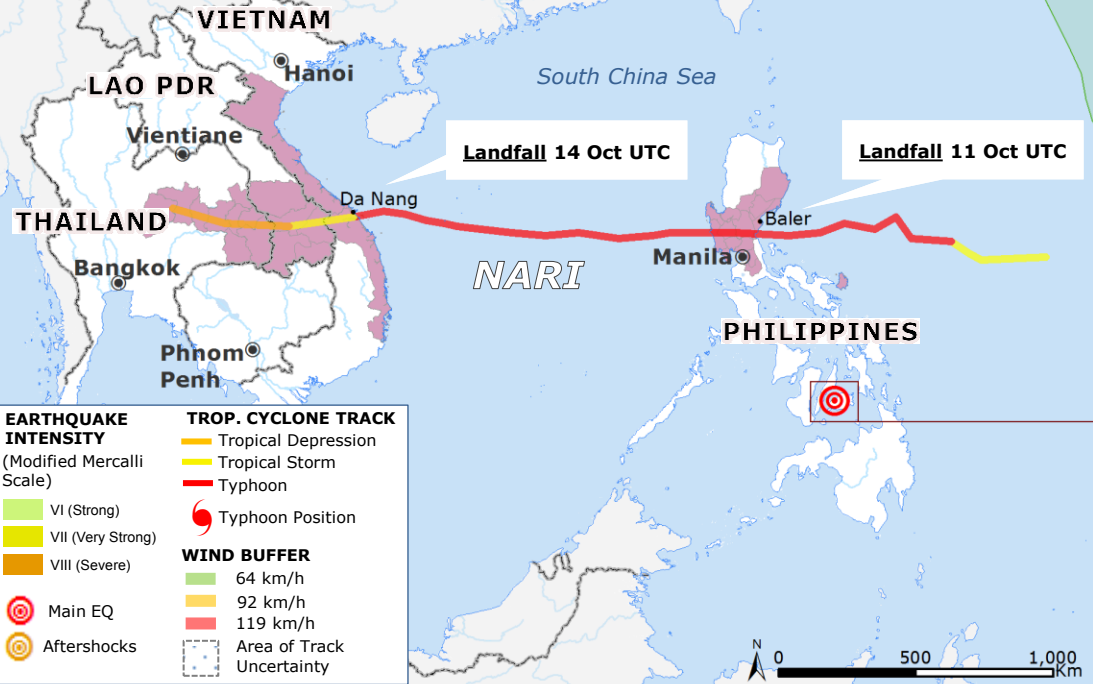 VIETNAM
Hanoi
LAO PDR
South China Sea
Vientiane
Landfall 14 Oct UTC
Landfall 11 Oct UTC
Da Nang
THAILAND
Baler
Bangkok
NARI
Manila
PHILIPPINES
Phnom
Penh
EARTHQUAKE
INTENSITY
(Modified Mercalli
Scale)
VI (Strong)
VII (Very Strong)
VIII (Severe)
Main EQ
Aftershocks
TROP. CYCLONE TRACK
Tropical Depression
Tropical Storm
Typhoon
Typhoon Position
WIND BUFFER
64 km/h
92 km/h
119 km/h
Area of Track
Uncertainty
N
0 500 1,000
Km